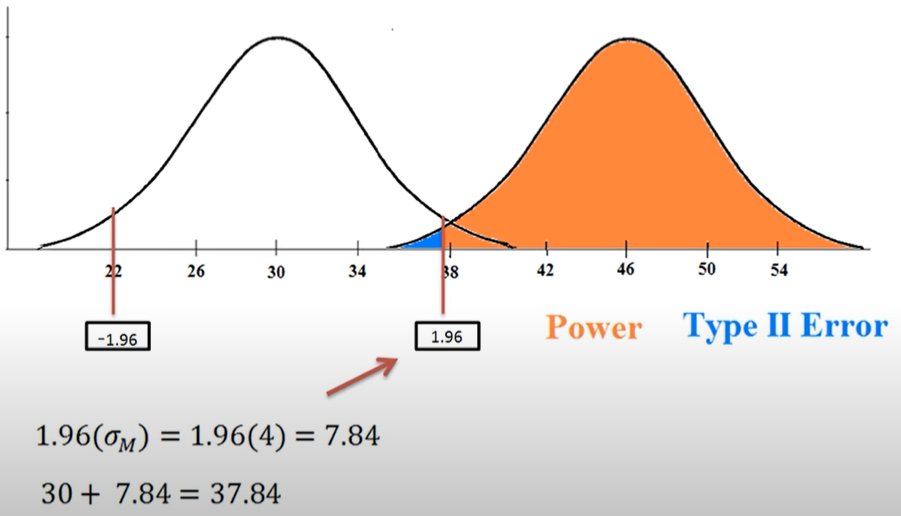 22 26 30 34 38 42 46 50 54
-1.96 1.96 Power Type II Error
1.96(σ_M) = 1.96(4) = 7.84
30 + 7.84 = 37.84